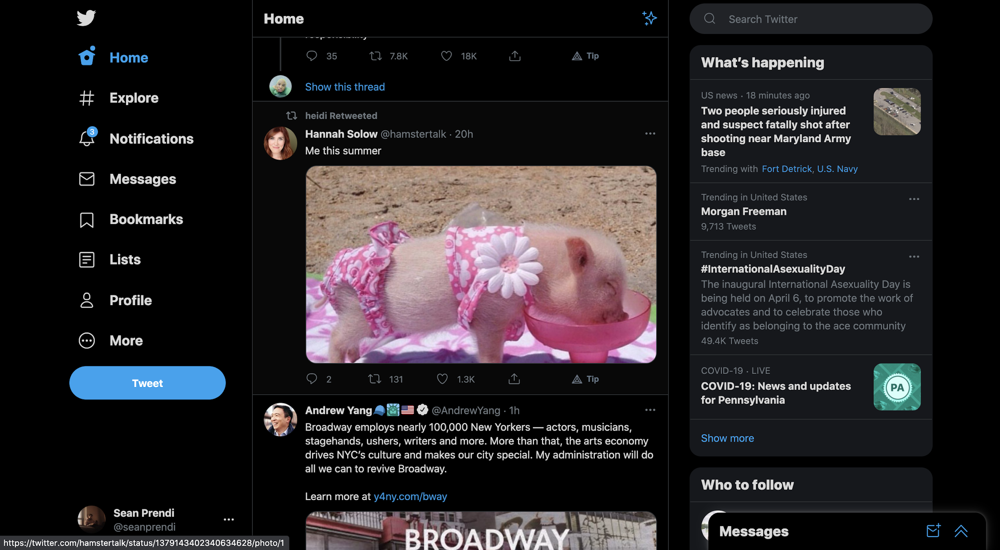 Home
Explore
3
Notifications
Messages
Bookmarks
Lists
Profile
More
Tweet
Sean Prendi
@seanprendi
https://twitter.com/hamstertalk/status/1379143402340634628/photo/1
Home
responsibility
35 7.8K 18K Tip
Show this thread
heidi Retweeted
Hannah Solow @hamstertalk · 20h
Me this summer
2 131 1.3K Tip
Andrew Yang @AndrewYang · 1h
Broadway employs nearly 100,000 New Yorkers — actors, musicians,
stagehands, ushers, writers and more. More than that, the arts economy
drives NYC’s culture and makes our city special. My administration will do
all we can to revive Broadway.
Learn more at y4ny.com/bway
BROADWAY
Search Twitter
What’s happening
US news · 18 minutes ago
Two people seriously injured
and suspect fatally shot after
shooting near Maryland Army
base
Trending with Fort Detrick, U.S. Navy
Trending in United States
Morgan Freeman
9,713 Tweets
Trending in United States
#InternationalAsexualityDay
The inaugural International Asexuality Day is
being held on April 6, to promote the work of
advocates and to celebrate those who
identify as belonging to the ace community
49.4K Tweets
COVID-19 · LIVE
COVID-19: News and updates
for Pennsylvania
PA
Show more
Who to follow
Messages